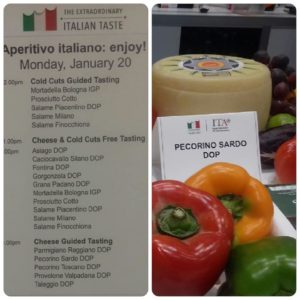 THE EXTRAORDINARY
ITALIAN TASTE
Aperitivo italiano: enjoy!
Monday, January 20
Cold Cuts Guided Tasting
Mortadella Bologna IGP
Prosciutto Cotto
Salame Piacentino DOP
Salame Milano
Salame Finocchiona
Cheese & Cold Cuts Free Tasting
Asiago DOP
Caciocavallo Silano DOP
Fontina DOP
Gorgonzola DOP
Grana Padano DOP
Mortadella Bologna IGP
Prosciutto Cotto
Salame Piacentino DOP
Salame Milano
Salame Finocchiona
Cheese Guided Tasting
Parmigiano Reggiano DOP
Pecorino Sardo DOP
Pecorino Toscano DOP
Provolone Valpadana DOP
Taleggio DOP
ITA
PECORINO SARDO
DOP